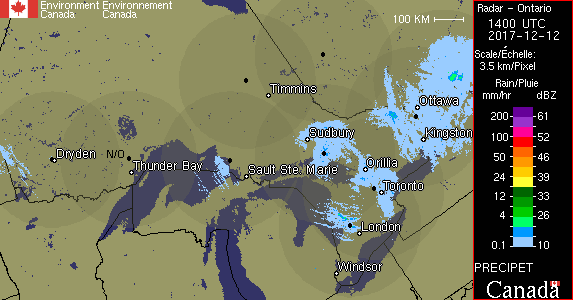 Environment Environnement
Canada Canada
100 KM
Timmins
Ottawa
Sudbury
Kingston
Dryden
N/O
Thunder Bay
Sault Ste. Marie
Orillia
Toronto
London
Windsor
Radar - Ontario
1400 UTC
2017-12-12
Scale/Échelle:
3.5 km/Pixel
Rain/Pluie
mm/hr dBZ
200 61
100 52
50 46
24 39
12 33
4 26
0.1 10
PRECIPET
Canada